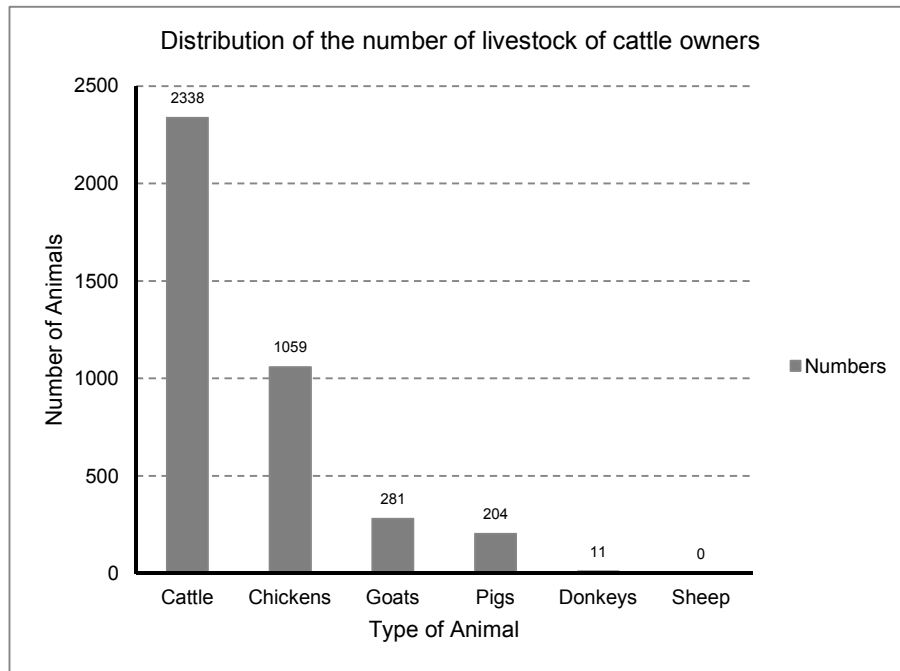 Distribution of the number of livestock of cattle owners
2500
2338
2000
1500
1059
1000
500
281
204
11
0
0
Cattle
Chickens
Goats
Pigs
Donkeys
Sheep
Number of Animals
Type of Animal
Numbers